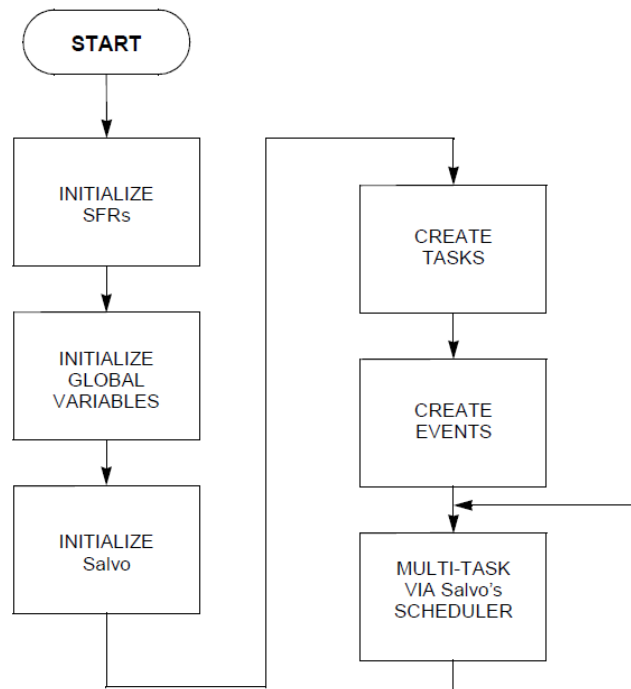 START
INITIALIZE
SFRs
INITIALIZE
GLOBAL
VARIABLES
INITIALIZE
Salvo
CREATE
TASKS
CREATE
EVENTS
MULTI-TASK
VIA Salvo's
SCHEDULER